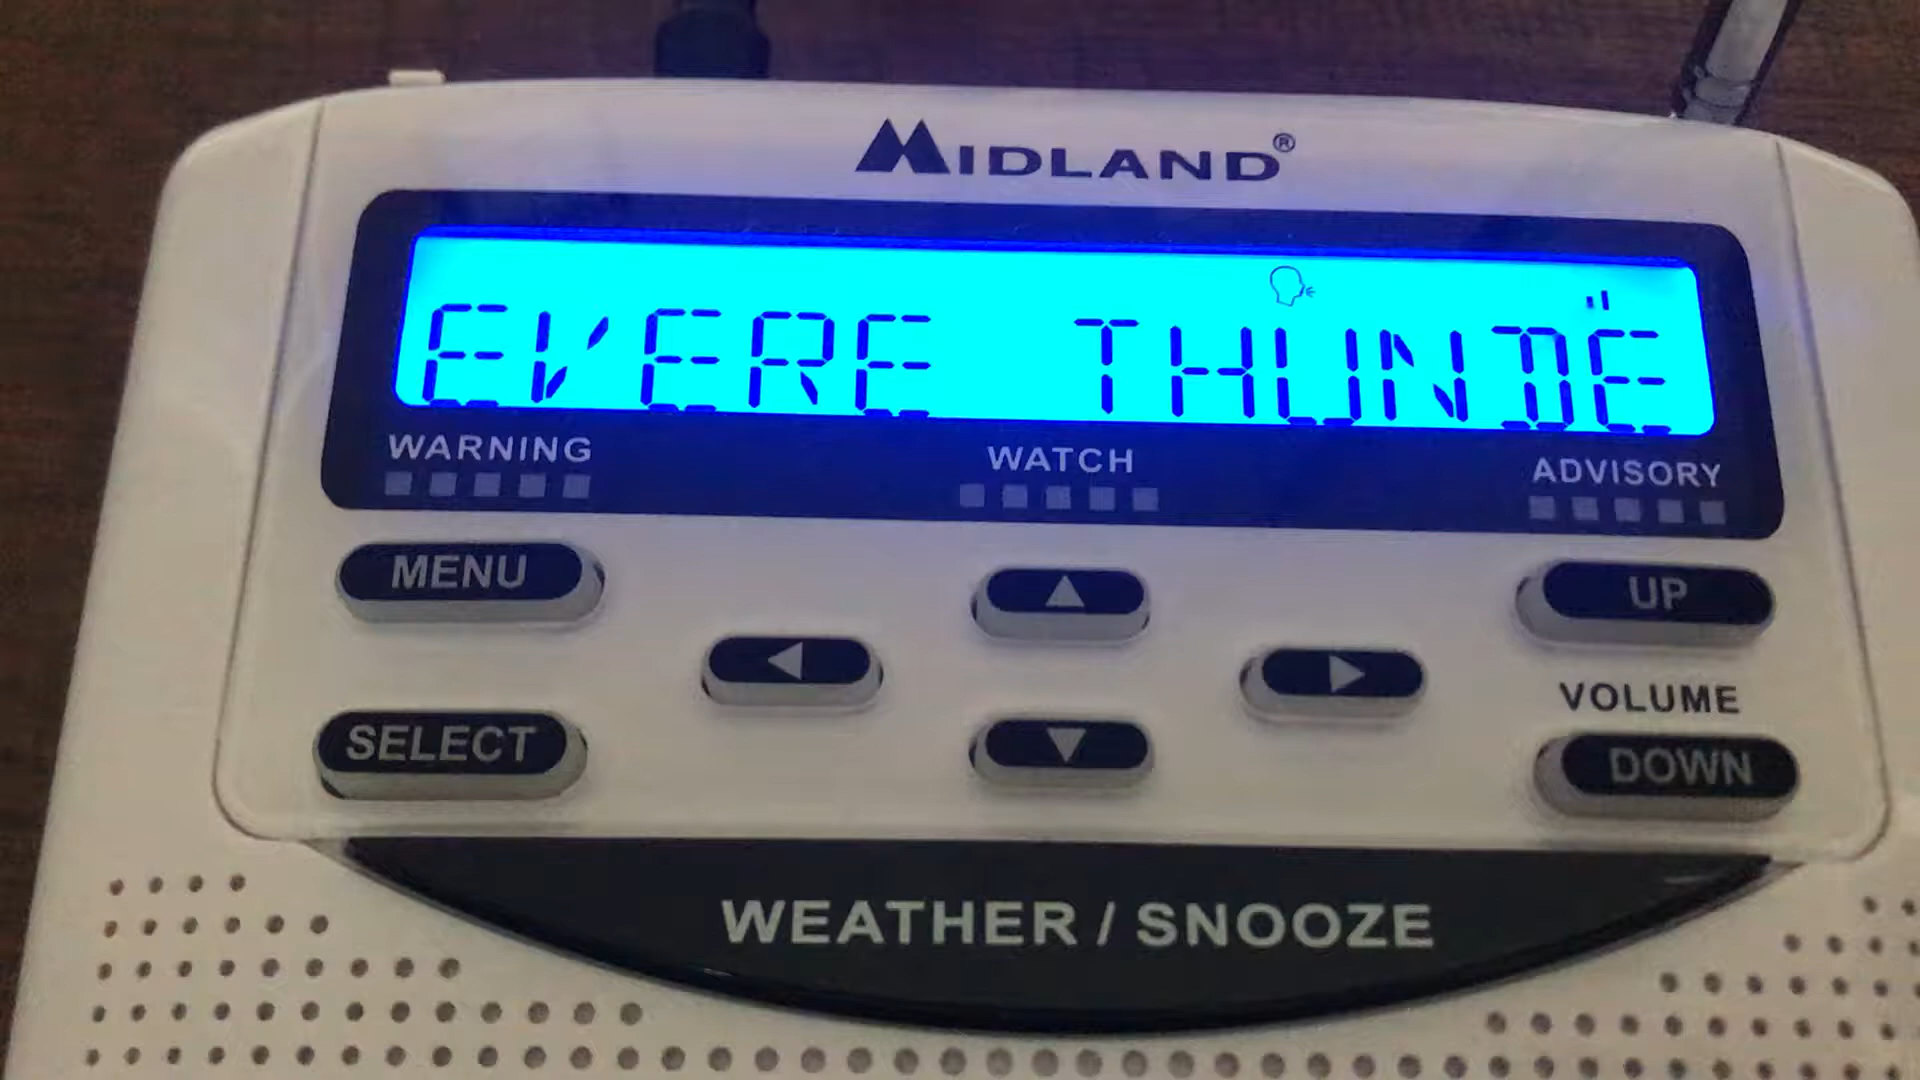 MIDLAND®
EVERE THUNDE
WARNING WATCH ADVISORY
MENU
UP
VOLUME
SELECT
DOWN
WEATHER / SNOOZE